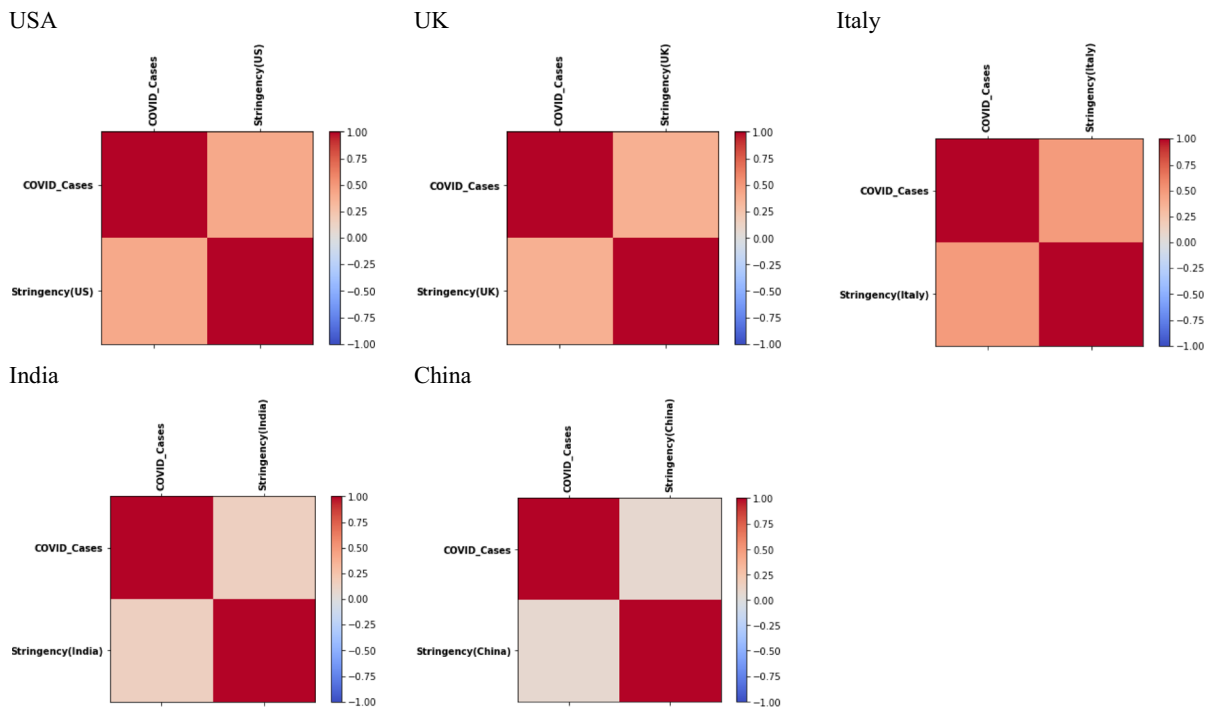 USA
COVID_Cases
Stringency(US)
COVID_Cases
Stringency(US)
1.00
0.75
0.50
0.25
0.00
−0.25
−0.50
−0.75
−1.00
UK
COVID_Cases
Stringency(UK)
COVID_Cases
Stringency(UK)
1.00
0.75
0.50
0.25
0.00
−0.25
−0.50
−0.75
−1.00
Italy
COVID_Cases
Stringency(Italy)
COVID_Cases
Stringency(Italy)
1.00
0.75
0.50
0.25
0.00
−0.25
−0.50
−0.75
−1.00
India
COVID_Cases
Stringency(India)
COVID_Cases
Stringency(India)
1.00
0.75
0.50
0.25
0.00
−0.25
−0.50
−0.75
−1.00
China
COVID_Cases
Stringency(China)
COVID_Cases
Stringency(China)
1.00
0.75
0.50
0.25
0.00
−0.25
−0.50
−0.75
−1.00